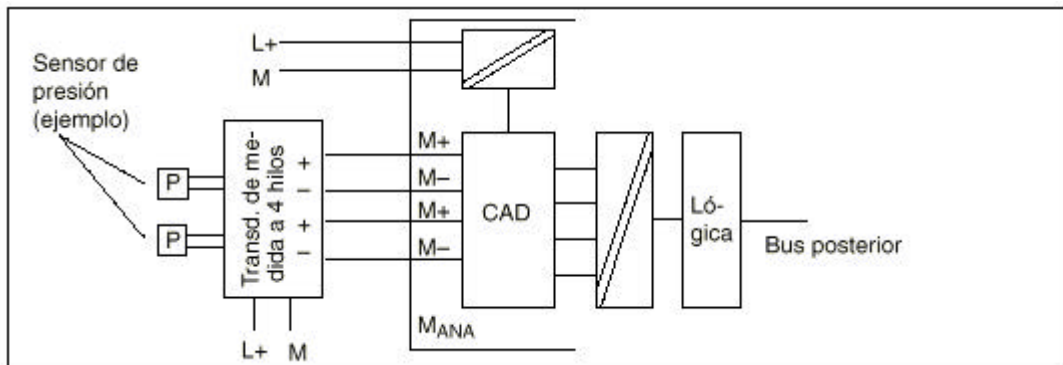 L+
M
Sensor de
presión
(ejemplo)
P
P
Transd. de me-
dida a 4 hilos
+
−
+
−
M+
M−
M+
M−
CAD
Ló-
gica
Bus posterior
MANA
L+ M